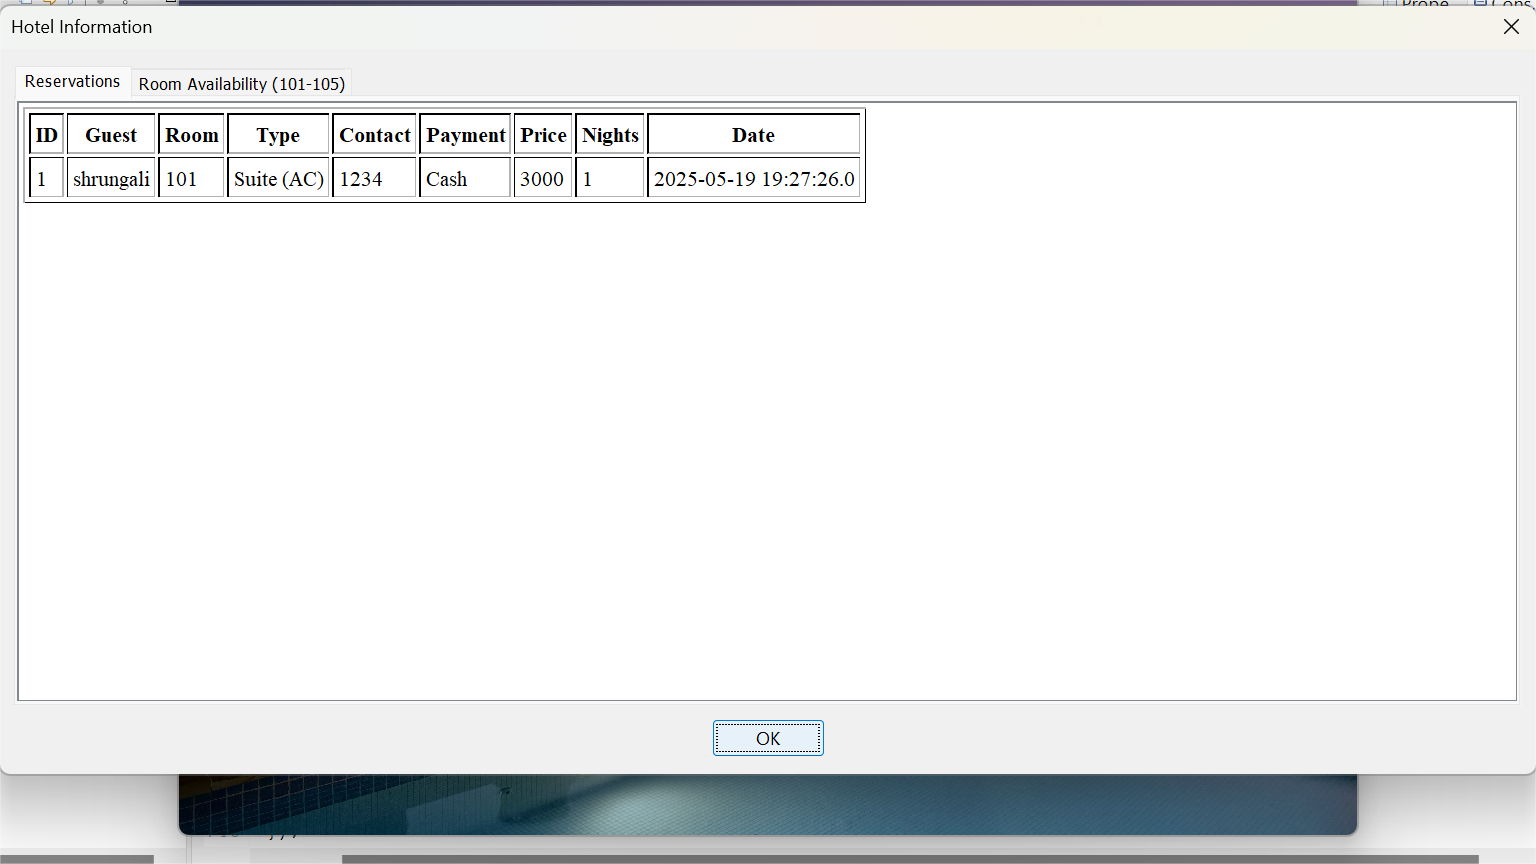 Hotel Information
Reservations Room Availability (101-105)
ID Guest Room Type Contact Payment Price Nights Date
1 shrungali 101 Suite (AC) 1234 Cash 3000 1 2025-05-19 19:27:26.0
OK